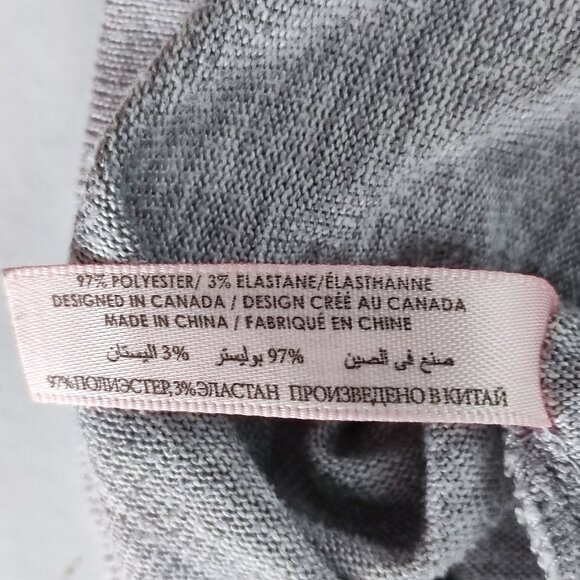 97% POLYESTER/ 3% ELASTANE/ÉLASTHANNE
DESIGNED IN CANADA / DESIGN CRÉÉ AU CANADA
MADE IN CHINA / FABRIQUÉ EN CHINE
صنع في الصين 97% بوليستر 3% اليستان
97%ПОЛИЭСТЕР,3%ЭЛАСТАН ПРОИЗВЕДЕНО В КИТАЙ